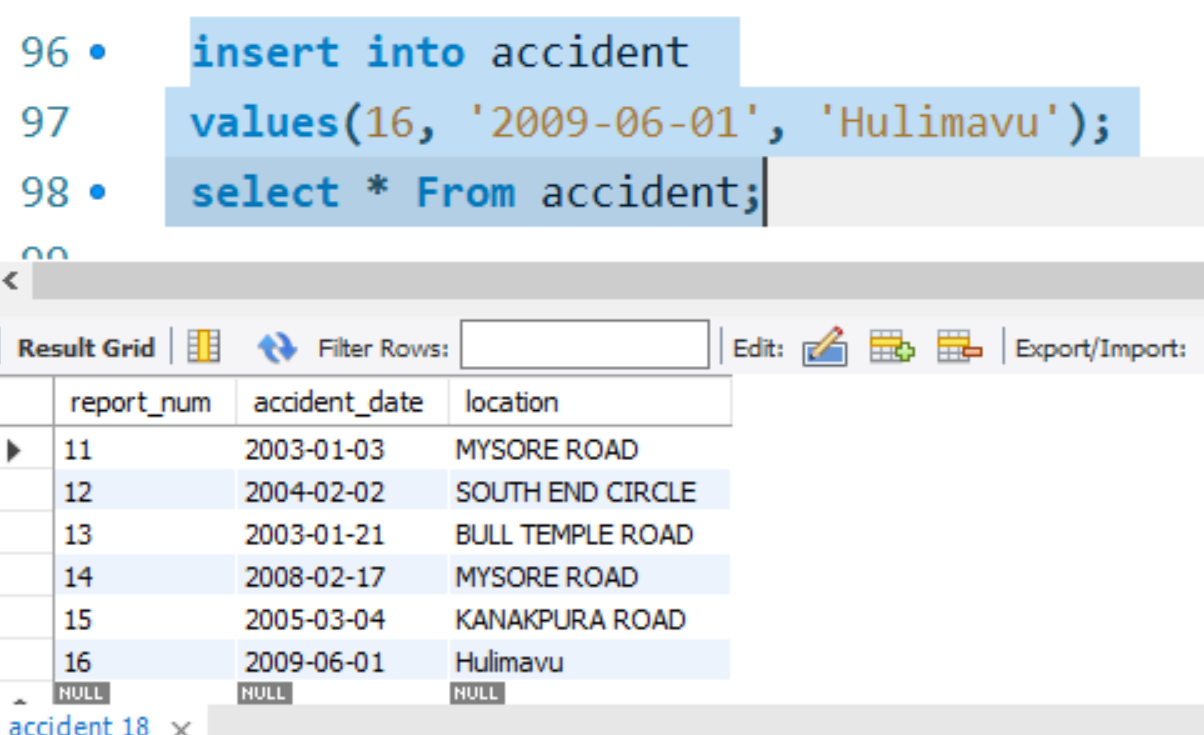 96 insert into accident
97 values(16, '2009-06-01', 'Hulimavu');
98 select * From accident;
Result Grid Filter Rows: Edit: Export/Import:
report_num accident_date location
11 2003-01-03 MYSORE ROAD
12 2004-02-02 SOUTH END CIRCLE
13 2003-01-21 BULL TEMPLE ROAD
14 2008-02-17 MYSORE ROAD
15 2005-03-04 KANAKPURA ROAD
16 2009-06-01 Hulimavu
NULL NULL NULL
accident 18 ×